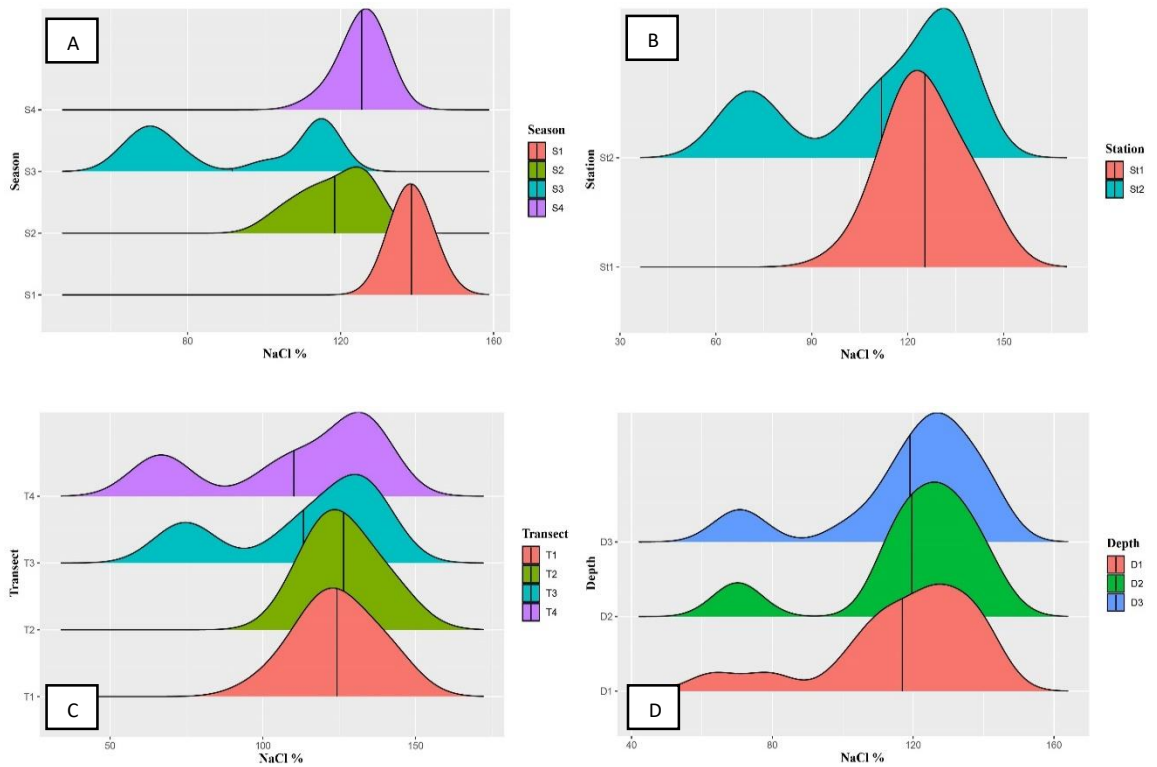 A
Season
S4
S3
S2
S1
80
120
160
NaCl %
Season
S1
S2
S3
S4
B
Station
St2
St1
30
60
90
120
150
NaCl %
Station
St1
St2
C
Transect
T4
T3
T2
T1
50
100
150
NaCl %
Transect
T1
T2
T3
T4
D
Depth
D3
D2
D1
40
80
120
160
NaCl %
Depth
D1
D2
D3